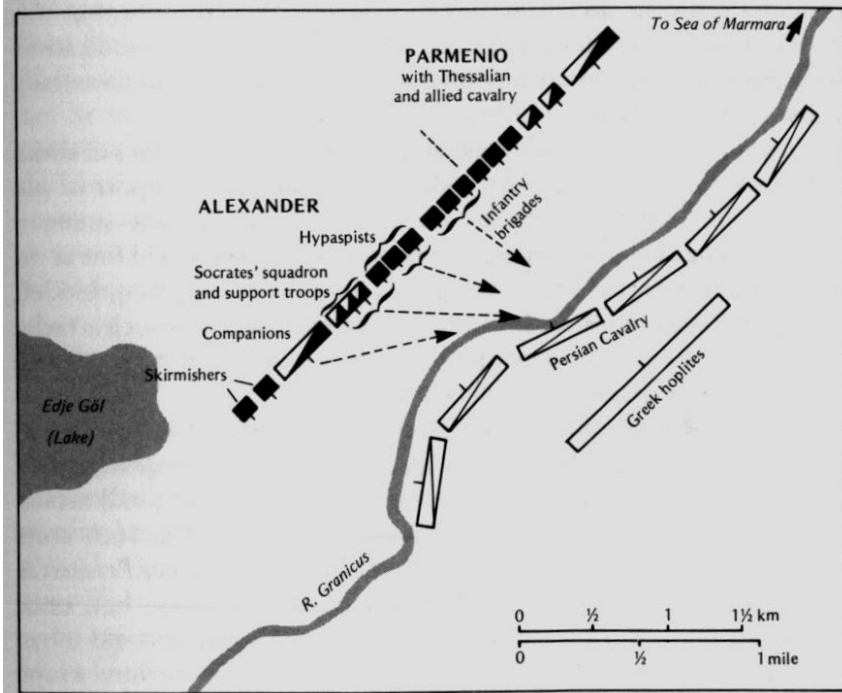 To Sea of Marmara
PARMENIO
with Thessalian
and allied cavalry
ALEXANDER
Hypaspists
Infantry
brigades
Socrates' squadron
and support troops
Companions
Skirmishers
Persian Cavalry
Greek hoplites
Edje Göl
(Lake)
R. Granicus
0 ½ 1 1½ km
0 ½ 1 mile